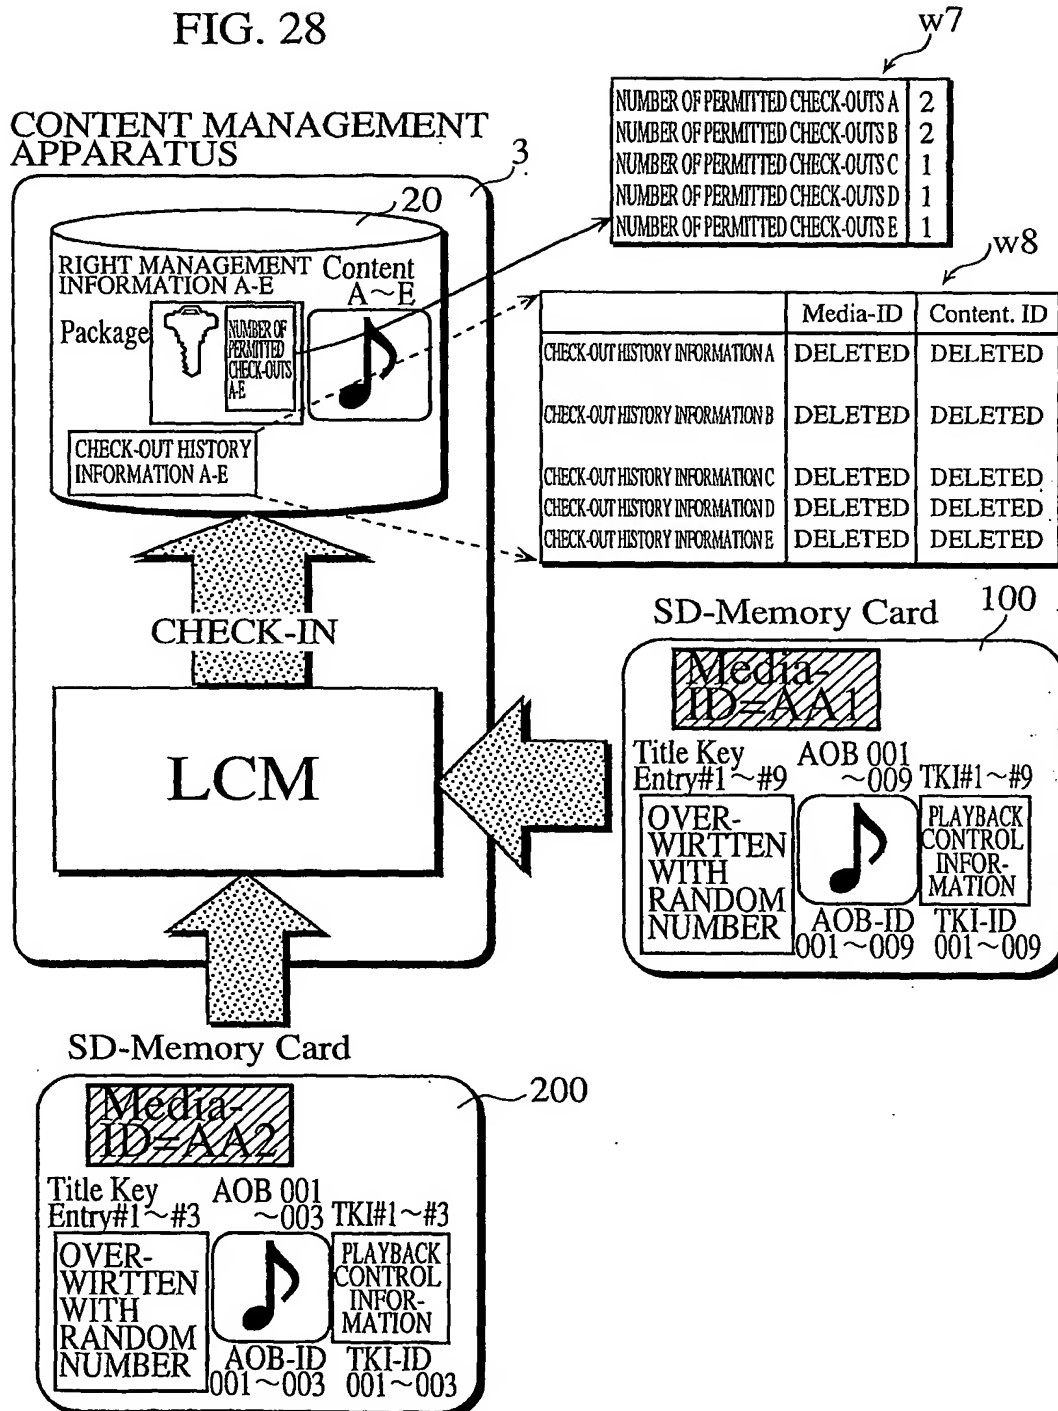 FIG. 28
w7
NUMBER OF PERMITTED CHECK-OUTS A 2
NUMBER OF PERMITTED CHECK-OUTS B 2
NUMBER OF PERMITTED CHECK-OUTS C 1
NUMBER OF PERMITTED CHECK-OUTS D 1
NUMBER OF PERMITTED CHECK-OUTS E 1
CONTENT MANAGEMENT
APPARATUS
3
20
RIGHT MANAGEMENT
INFORMATION A-E
Content
A~E
Package
NUMBER OF
PERMITTED
CHECK-OUTS
A-E
CHECK-OUT HISTORY
INFORMATION A-E
w8
Media-ID Content. ID
CHECK-OUT HISTORY INFORMATION A DELETED DELETED
CHECK-OUT HISTORY INFORMATION B DELETED DELETED
CHECK-OUT HISTORY INFORMATION C DELETED DELETED
CHECK-OUT HISTORY INFORMATION D DELETED DELETED
CHECK-OUT HISTORY INFORMATION E DELETED DELETED
CHECK-IN
LCM
SD-Memory Card
100
Media-
ID=AA1
Title Key
Entry#1~#9
AOB 001
~009
TKI#1~#9
OVER-
WIRTTEN
WITH
RANDOM
NUMBER
PLAYBACK
CONTROL
INFOR-
MATION
AOB-ID
001~009
TKI-ID
001~009
SD-Memory Card
200
Media-
ID=AA2
Title Key
Entry#1~#3
AOB 001
~003
TKI#1~#3
OVER-
WIRTTEN
WITH
RANDOM
NUMBER
PLAYBACK
CONTROL
INFOR-
MATION
AOB-ID
001~003
TKI-ID
001~003